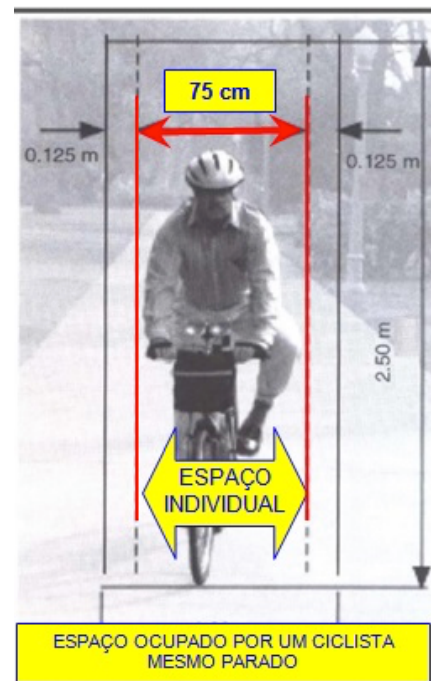 75 cm
0.125 m
0.125 m
2.50 m
ESPAÇO
INDIVIDUAL
ESPAÇO OCUPADO POR UM CICLISTA
MESMO PARADO